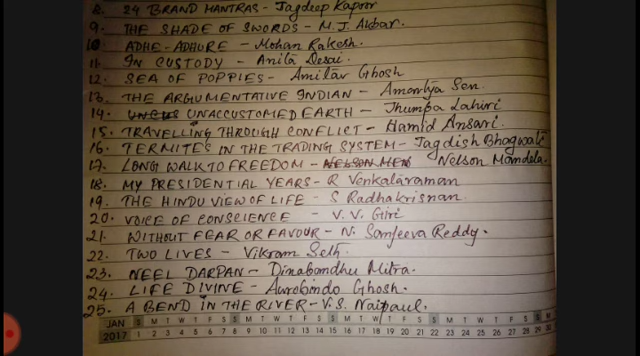 8. 24 BRAND MANTRAS - Jagdeep Kapoor
9. THE SHADE OF SWORDS - M.J. Akbar
10. ADHE-ADHURE - Mohan Rakesh.
11. IN CUSTODY - Anita Desai.
12. SEA OF POPPIES - Amitav Ghosh
13. THE ARGUMENTATIVE INDIAN - Amartya Sen.
14. UNACCUSTOMED EARTH - Jhumpa Lahiri
15. TRAVELLING THROUGH CONFLICT - Hamid Ansari.
16. TERMITES IN THE TRADING SYSTEM - Jagdish Bhagwati
17. LONG WALK TO FREEDOM - Nelson Mandela.
18. MY PRESIDENTIAL YEARS - R Venkataraman
19. THE HINDU VIEW OF LIFE - S Radhakrisnan
20. VOICE OF CONSCIENCE - V.V. Giri
21. WITHOUT FEAR OR FAVOUR - N. Sanjeeva Reddy.
22. TWO LIVES - Vikram Seth.
23. NEEL DARPAN - Dinabandhu Mitra.
24. LIFE DIVINE - Aurobindo Ghosh.
25. A BEND IN THE RIVER - V.S. Naipaul.
JAN S M T W T F S S M T W T F S S M T W T F S S M T W T F S S M
2017 1 2 3 4 5 6 7 8 9 10 11 12 13 14 15 16 17 18 19 20 21 22 23 24 25 26 27 28 29 30